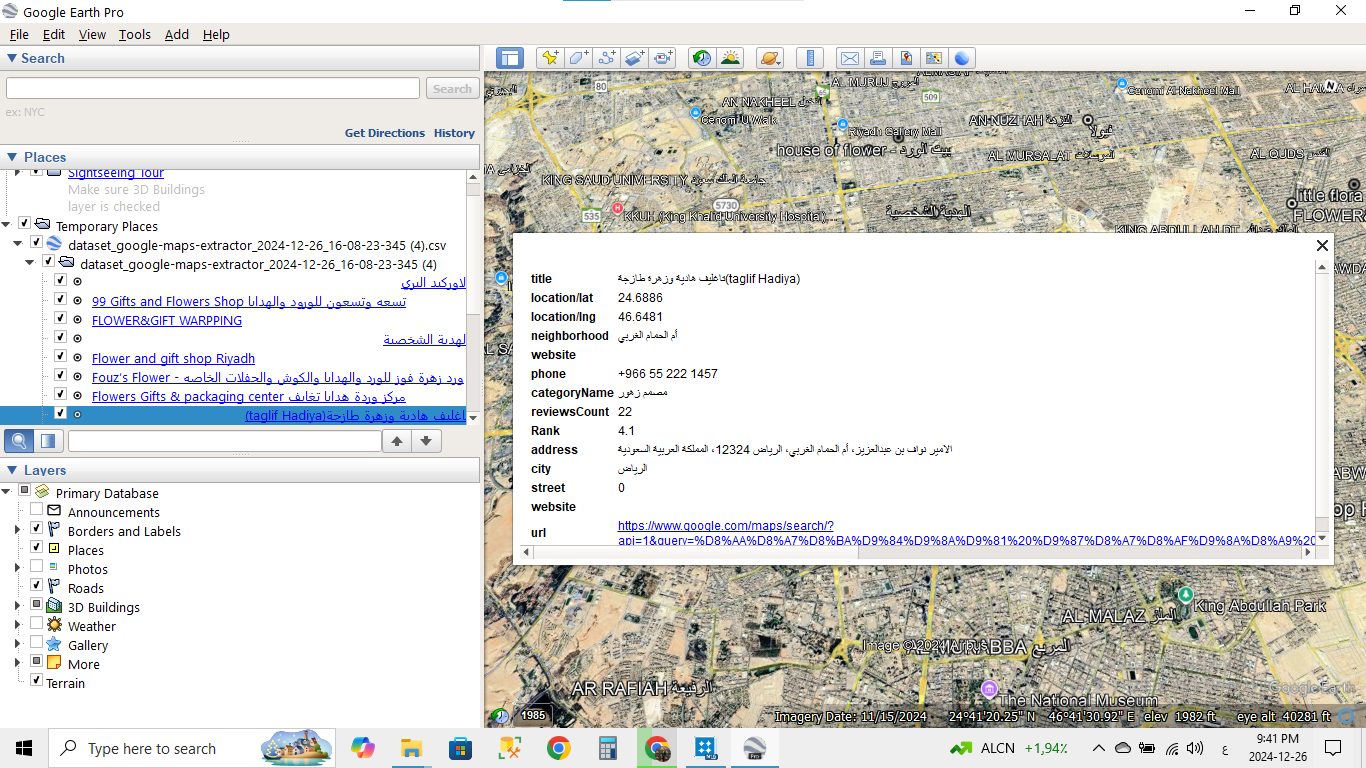 Google Earth Pro
File Edit View Tools Add Help
Search
Search
ex: NYC
Get Directions History
Places
Sightseeing Tour
Make sure 3D Buildings
layer is checked
Temporary Places
dataset_google-maps-extractor_2024-12-26_16-08-23-345 (4).csv
dataset_google-maps-extractor_2024-12-26_16-08-23-345 (4)
لاوركيد البري
99 Gifts and Flowers Shop تسعه وتسعون للورود والهدايا
FLOWER&GIFT WARPPING
لهدية الشخصية
Flower and gift shop Riyadh
Fouz's Flower - ورد زهرة فوز للورد والهدايا والكوش والحفلات الخاصه
Flowers Gifts & packaging center مركز وردة هدايا تغليف
اغليف هادية وزهرة طازجة(taglif Hadiya)
Layers
Primary Database
Announcements
Borders and Labels
Places
Photos
Roads
3D Buildings
Weather
Gallery
More
Terrain
80
AL MURUJ المروج
509
Cengmi Al-Nakheel Mall
AL HAMRA
AN NAKHEEL النخيل
Cengmi U Walk
Riyadh Gallery Mall
AN-NUZHAH النزهة
house of flower - بيت الورد
AL MURSALAT المرسلات
AL QUDS القدس
KING SAUD UNIVERSITY جامعة الملك سعود
535
KKUH (King Khalid University Hospital)...
5730
الهدية الشخصية
little flora
FLOWER
KING ABDULLAH
title تاغليف هادية وزهرة طازجة(taglif Hadiya)
location/lat 24.6886
location/lng 46.6481
neighborhood أم الحمام الغربي
website
phone +966 55 222 1457
categoryName مصمم زهور
reviewsCount 22
Rank 4.1
address الامير نواف بن عبدالعزيز، أم الحمام الغربي، الرياض 12324، المملكة العربية السعودية
city الرياض
street 0
website
url https://www.google.com/maps/search/?
api=1&query=%D8%AA%D8%A7%D8%BA%D9%84%D9%8A%D9%81%20%D9%87%D8%A7%D8%AF%D9%8A%D8%A9%20
AL MALAZ الملز
King Abdullah Park
Image © 2024 Airbus
AL MURABBA المربع
AR RAFIAH الرفيعة
The National Museum
Google Earth
1985
Imagery Date: 11/15/2024 24°41'20.25" N 46°41'30.92" E elev 1982 ft eye alt 40281 ft
Type here to search
ALCN +1,94%
ع
9:41 PM
2024-12-26